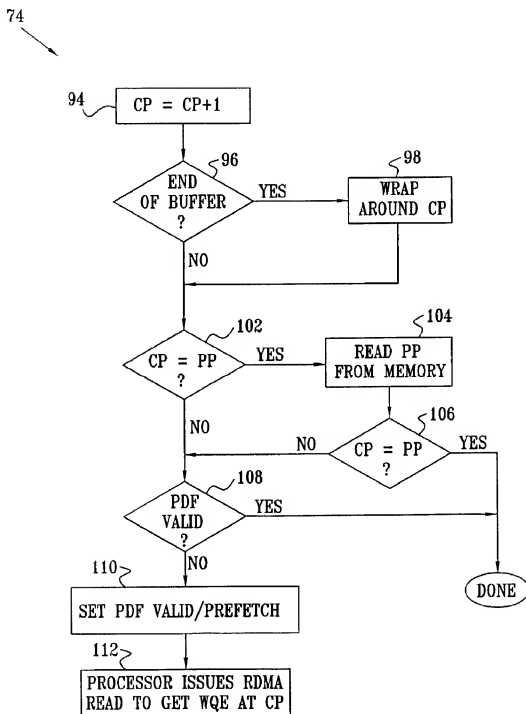 74
94
CP = CP+1
96
END
OF BUFFER
?
YES
98
WRAP
AROUND CP
NO
102
CP = PP
?
YES
104
READ PP
FROM MEMORY
NO
106
CP = PP
?
NO
YES
108
PDF
VALID
?
YES
NO
DONE
110
SET PDF VALID/PREFETCH
112
PROCESSOR ISSUES RDMA
READ TO GET WQE AT CP